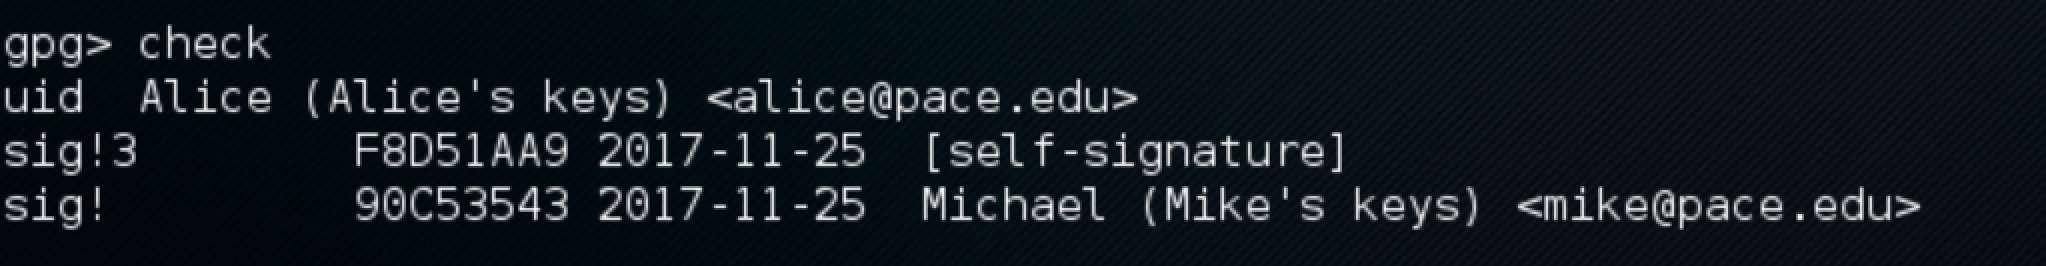 gpg> check
uid  Alice (Alice's keys) <alice@pace.edu>
sig!3        F8D51AA9 2017-11-25  [self-signature]
sig!         90C53543 2017-11-25  Michael (Mike's keys) <mike@pace.edu>